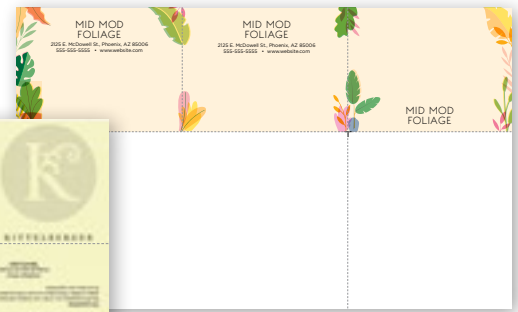 MID MOD
FOLIAGE
2125 E. McDowell St., Phoenix, AZ 85006
555-555-5555 • www.website.com
MID MOD
FOLIAGE
2125 E. McDowell St., Phoenix, AZ 85006
555-555-5555 • www.website.com
MID MOD
FOLIAGE
K
KITTELBERGER